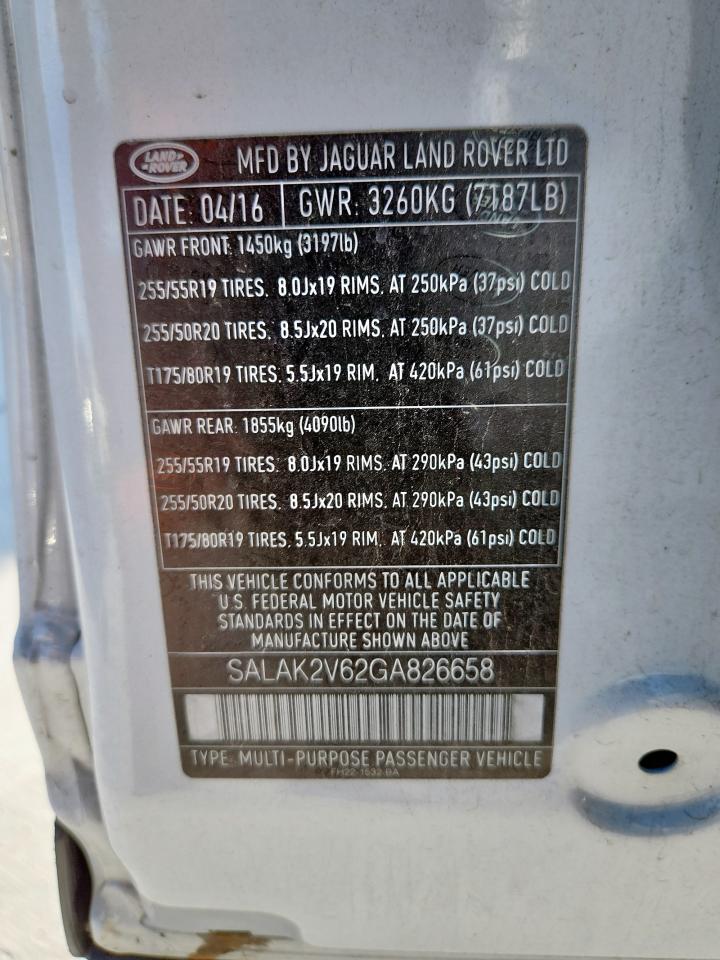 LAND ROVER
MFD BY JAGUAR LAND ROVER LTD
DATE: 04/16 GWR: 3260KG (7187LB)
GAWR FRONT: 1450kg (3197lb)
255/55R19 TIRES, 8.0Jx19 RIMS, AT 250kPa (37psi) COLD
255/50R20 TIRES, 8.5Jx20 RIMS, AT 250kPa (37psi) COLD
T175/80R19 TIRES, 5.5Jx19 RIM, AT 420kPa (61psi) COLD
GAWR REAR: 1855kg (4090lb)
255/55R19 TIRES, 8.0Jx19 RIMS, AT 290kPa (43psi) COLD
255/50R20 TIRES, 8.5Jx20 RIMS, AT 290kPa (43psi) COLD
T175/80R19 TIRES, 5.5Jx19 RIM, AT 420kPa (61psi) COLD
THIS VEHICLE CONFORMS TO ALL APPLICABLE
U.S. FEDERAL MOTOR VEHICLE SAFETY
STANDARDS IN EFFECT ON THE DATE OF
MANUFACTURE SHOWN ABOVE
SALAK2V62GA826658
TYPE: MULTI-PURPOSE PASSENGER VEHICLE
FH22-1532-BA